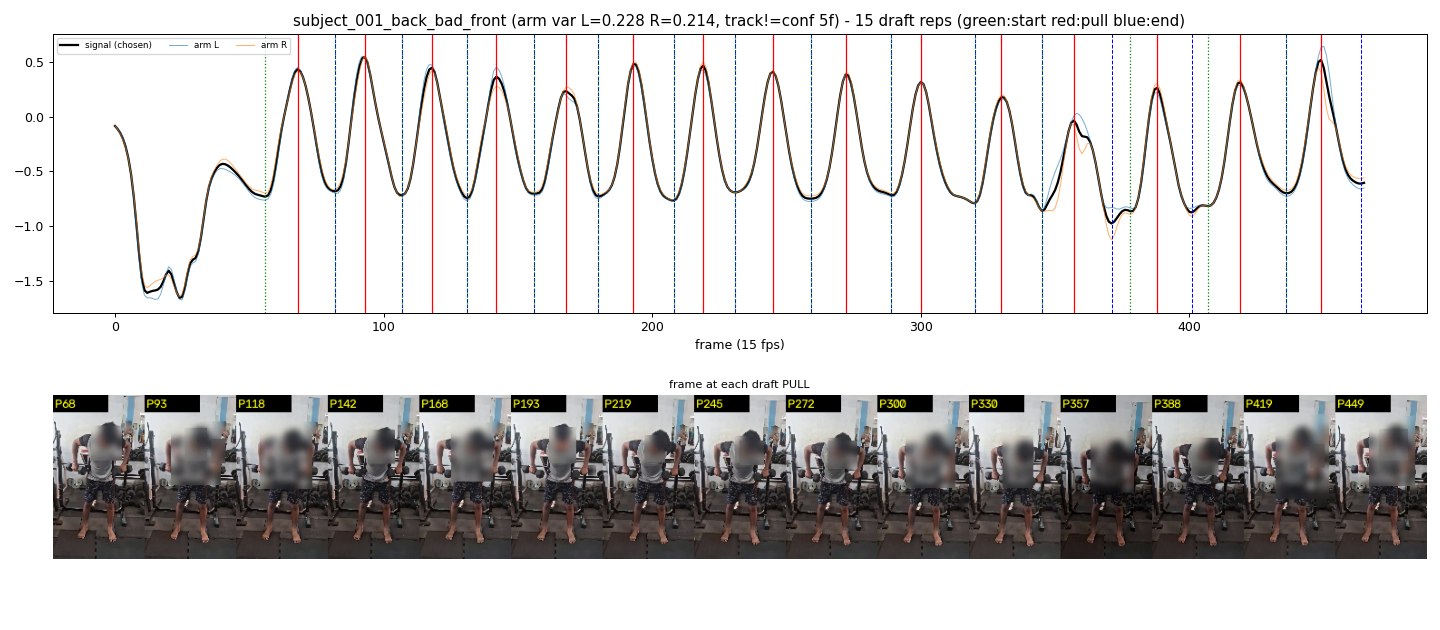 subject_001_back_bad_front (arm var L=0.228 R=0.214, track!=conf 5f) - 15 draft reps (green:start red:pull blue:end)
signal (chosen) arm L arm R
0.5
0.0
−0.5
−1.0
−1.5
0 100 200 300 400
frame (15 fps)
frame at each draft PULL
P68 P93 P118 P142 P168 P193 P219 P245 P272 P300 P330 P357 P388 P419 P449